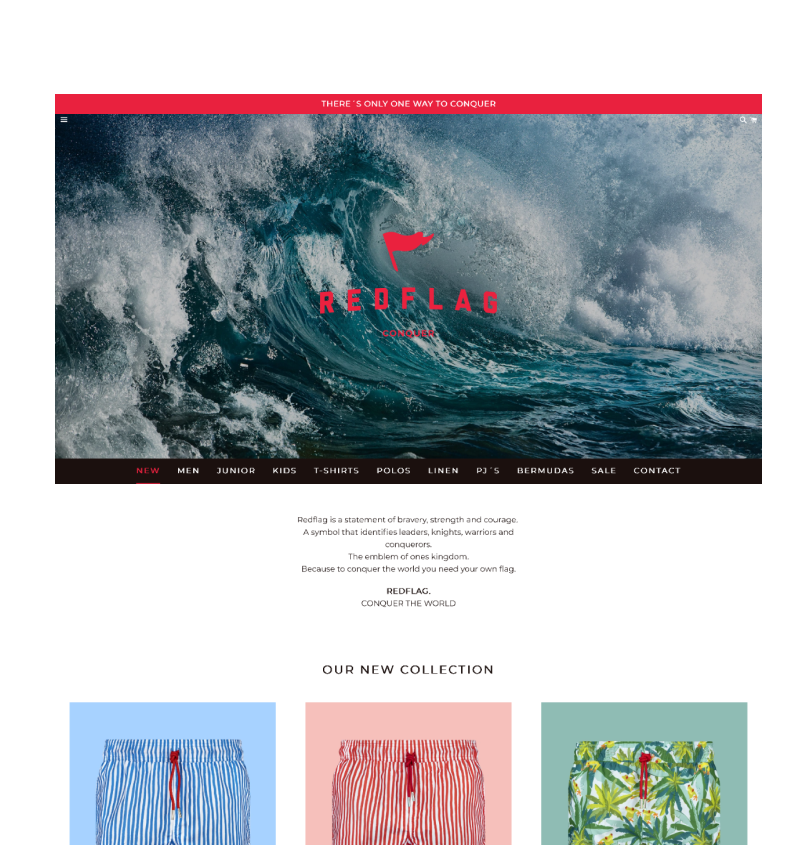 THERE´S ONLY ONE WAY TO CONQUER
REDFLAG
CONQUER
NEW MEN JUNIOR KIDS T-SHIRTS POLOS LINEN PJ´S BERMUDAS SALE CONTACT
Redflag is a statement of bravery, strength and courage.
A symbol that identifies leaders, knights, warriors and
conquerors.
The emblem of ones kingdom.
Because to conquer the world you need your own flag.
REDFLAG.
CONQUER THE WORLD
OUR NEW COLLECTION